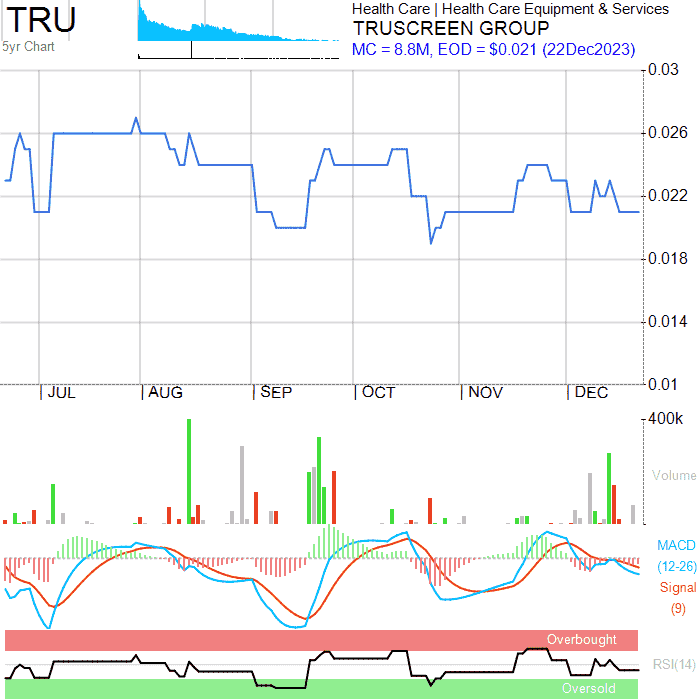 TRU
5yr Chart
Health Care | Health Care Equipment & Services
TRUSCREEN GROUP
MC = 8.8M, EOD = $0.021 (22Dec2023)
0.03
0.026
0.022
0.018
0.014
0.01
JUL AUG SEP OCT NOV DEC
400k
Volume
MACD
(12-26)
Signal
(9)
Overbought
RSI(14)
Oversold